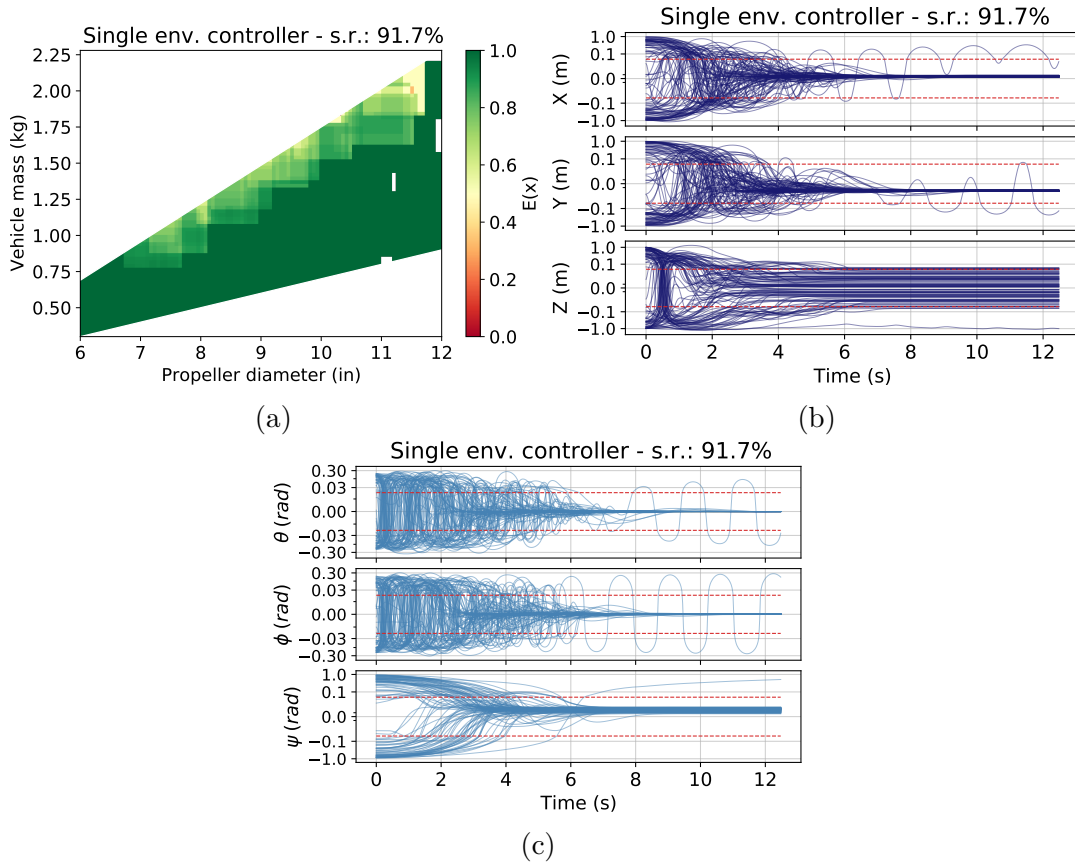 (a)
Single env. controller - s.r.: 91.7%
Vehicle mass (kg)
2.25
2.00
1.75
1.50
1.25
1.00
0.75
0.50
6 7 8 9 10 11 12
Propeller diameter (in)
1.0
0.8
0.6
0.4
0.2
0.0
E(x)
(a)
Single env. controller - s.r.: 91.7%
X (m)
1.0
0.1
0.0
−0.1
−1.0
Y (m)
1.0
0.1
0.0
−0.1
−1.0
Z (m)
1.0
0.1
0.0
−0.1
−1.0
0 2 4 6 8 10 12
Time (s)
(b)
Single env. controller - s.r.: 91.7%
θ (rad)
0.30
0.03
0.00
−0.03
−0.30
ϕ (rad)
0.30
0.03
0.00
−0.03
−0.30
ψ (rad)
1.0
0.1
0.0
−0.1
−1.0
0 2 4 6 8 10 12
Time (s)
(c)